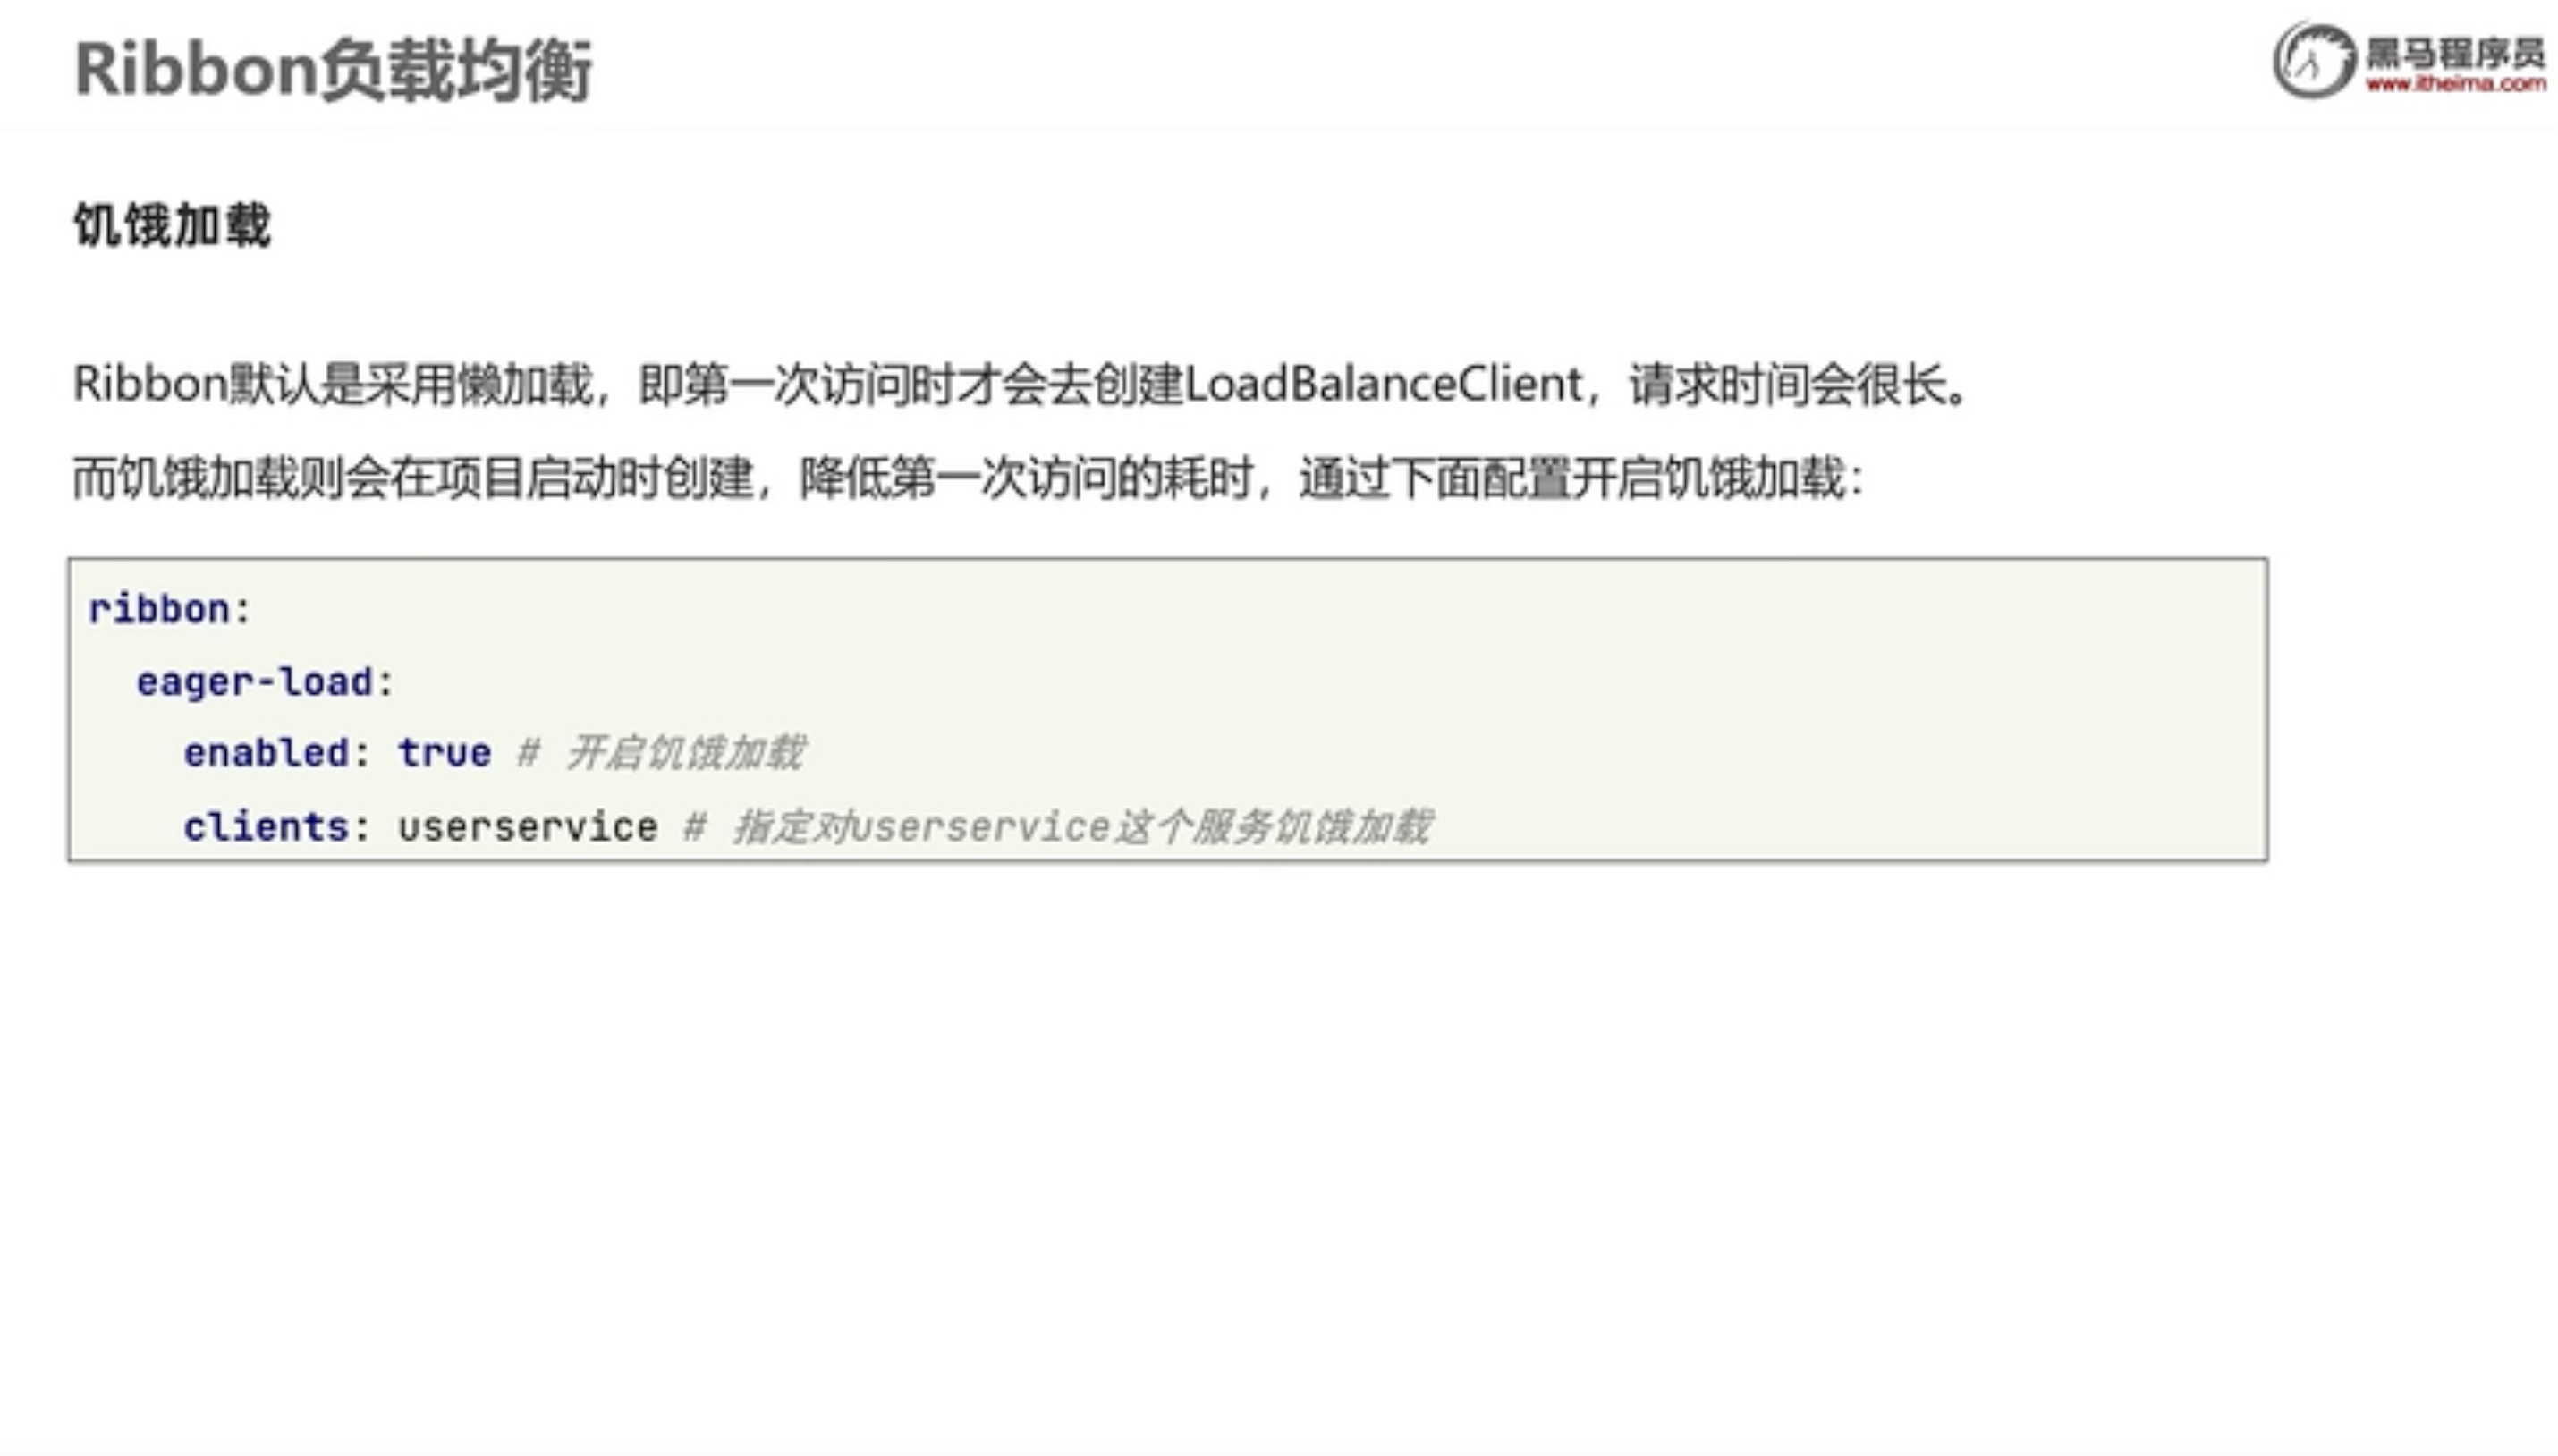 Ribbon负载均衡
黑马程序员
www.itheima.com
饥饿加载
Ribbon默认是采用懒加载，即第一次访问时才会去创建LoadBalanceClient，请求时间会很长。
而饥饿加载则会在项目启动时创建，降低第一次访问的耗时，通过下面配置开启饥饿加载：
ribbon:
  eager-load:
    enabled: true # 开启饥饿加载
    clients: userservice # 指定对userservice这个服务饥饿加载